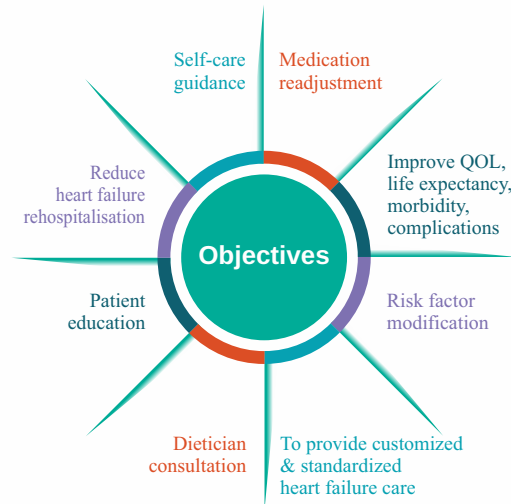 Self-care
guidance
Medication
readjustment
Improve QOL,
life expectancy,
morbidity,
complications
Reduce
heart failure
rehospitalisation
Objectives
Patient
education
Risk factor
modification
Dietician
consultation
To provide customized
& standardized
heart failure care